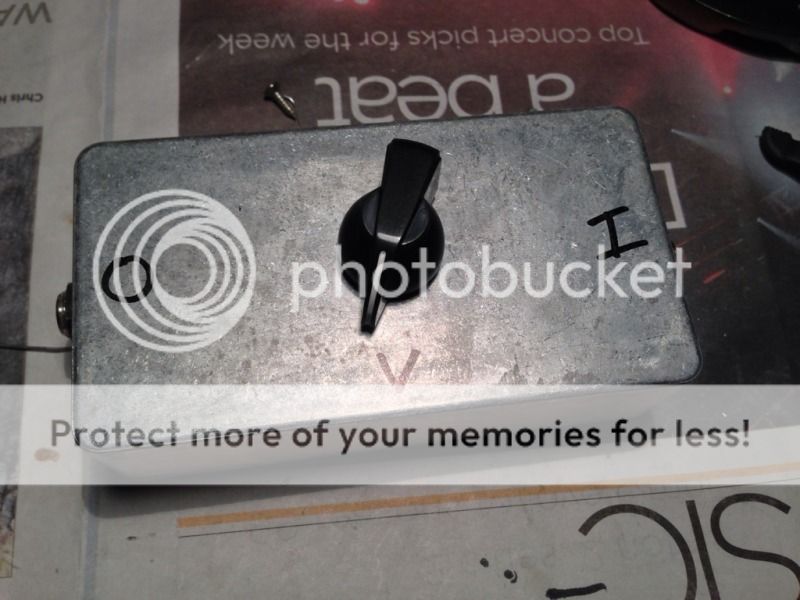 Top concert picks for the week
a beat
O
I
photobucket
V
Protect more of your memories for less!